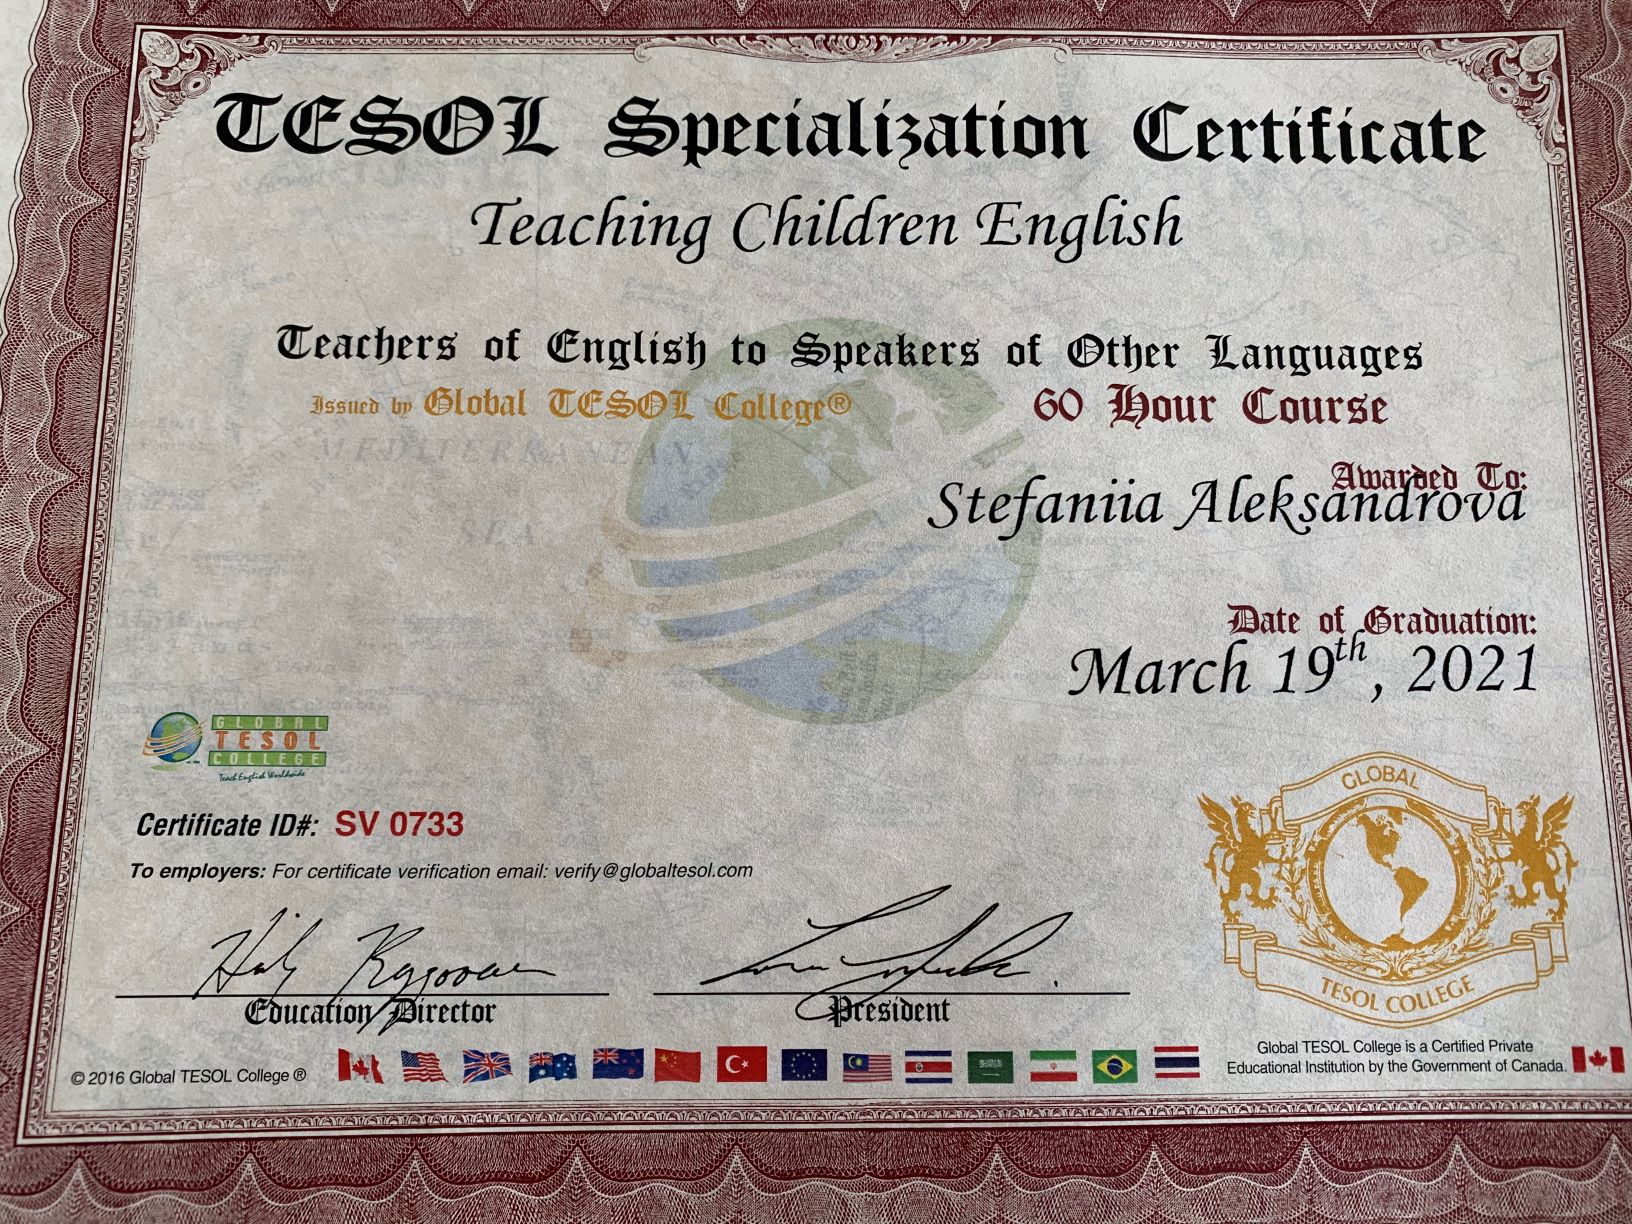 TESOL Specialization Certificate
Teaching Children English
Teachers of English to Speakers of Other Languages
Issued by Global TESOL College® 60 Hour Course
MEDITERRANEAN
SEA
Awarded To:
Stefaniia Aleksandrova
Date of Graduation:
March 19th, 2021
GLOBAL
TESOL
COLLEGE
Teach English Worldwide
Certificate ID#: SV 0733
To employers: For certificate verification email: verify@globaltesol.com
GLOBAL
TESOL COLLEGE
Education Director
President
© 2016 Global TESOL College ®
Global TESOL College is a Certified Private
Educational Institution by the Government of Canada.